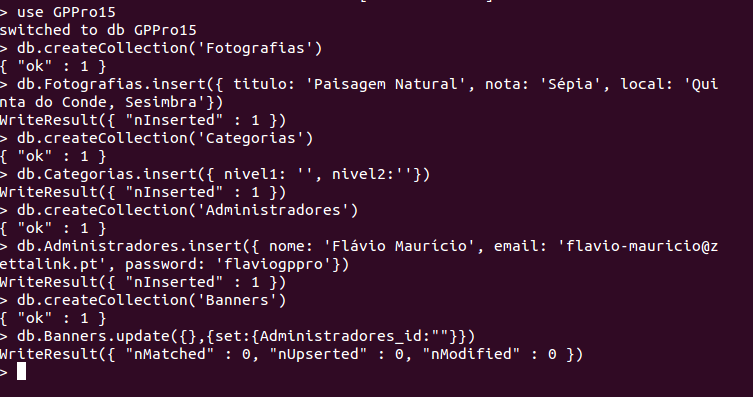 > use GPPro15
switched to db GPPro15
> db.createCollection('Fotografias')
{ "ok" : 1 }
> db.Fotografias.insert({ titulo: 'Paisagem Natural', nota: 'Sépia', local: 'Qui
nta do Conde, Sesimbra'})
WriteResult({ "nInserted" : 1 })
> db.createCollection('Categorias')
{ "ok" : 1 }
> db.Categorias.insert({ nivel1: '', nivel2:''})
WriteResult({ "nInserted" : 1 })
> db.createCollection('Administradores')
{ "ok" : 1 }
> db.Administradores.insert({ nome: 'Flávio Maurício', email: 'flavio-mauricio@z
ettalink.pt', password: 'flaviogppro'})
WriteResult({ "nInserted" : 1 })
> db.createCollection('Banners')
{ "ok" : 1 }
> db.Banners.update({},{set:{Administradores_id:""}})
WriteResult({ "nMatched" : 0, "nUpserted" : 0, "nModified" : 0 })
>